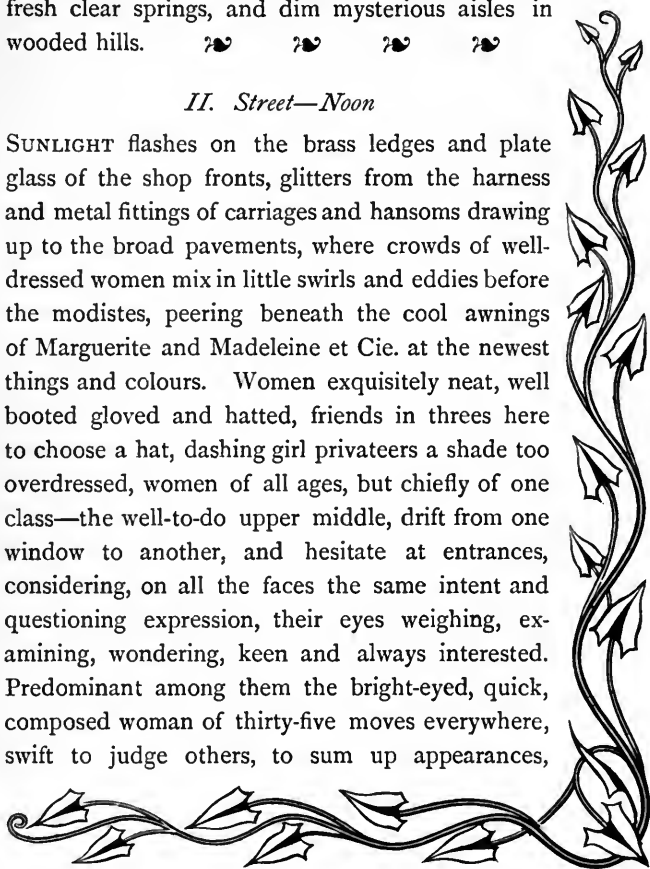 fresh clear springs, and dim mysterious aisles in
wooded hills.
II. Street—Noon
SUNLIGHT flashes on the brass ledges and plate
glass of the shop fronts, glitters from the harness
and metal fittings of carriages and hansoms drawing
up to the broad pavements, where crowds of well-
dressed women mix in little swirls and eddies before
the modistes, peering beneath the cool awnings
of Marguerite and Madeleine et Cie. at the newest
things and colours. Women exquisitely neat, well
booted gloved and hatted, friends in threes here
to choose a hat, dashing girl privateers a shade too
overdressed, women of all ages, but chiefly of one
class—the well-to-do upper middle, drift from one
window to another, and hesitate at entrances,
considering, on all the faces the same intent and
questioning expression, their eyes weighing, ex-
amining, wondering, keen and always interested.
Predominant among them the bright-eyed, quick,
composed woman of thirty-five moves everywhere,
swift to judge others, to sum up appearances,